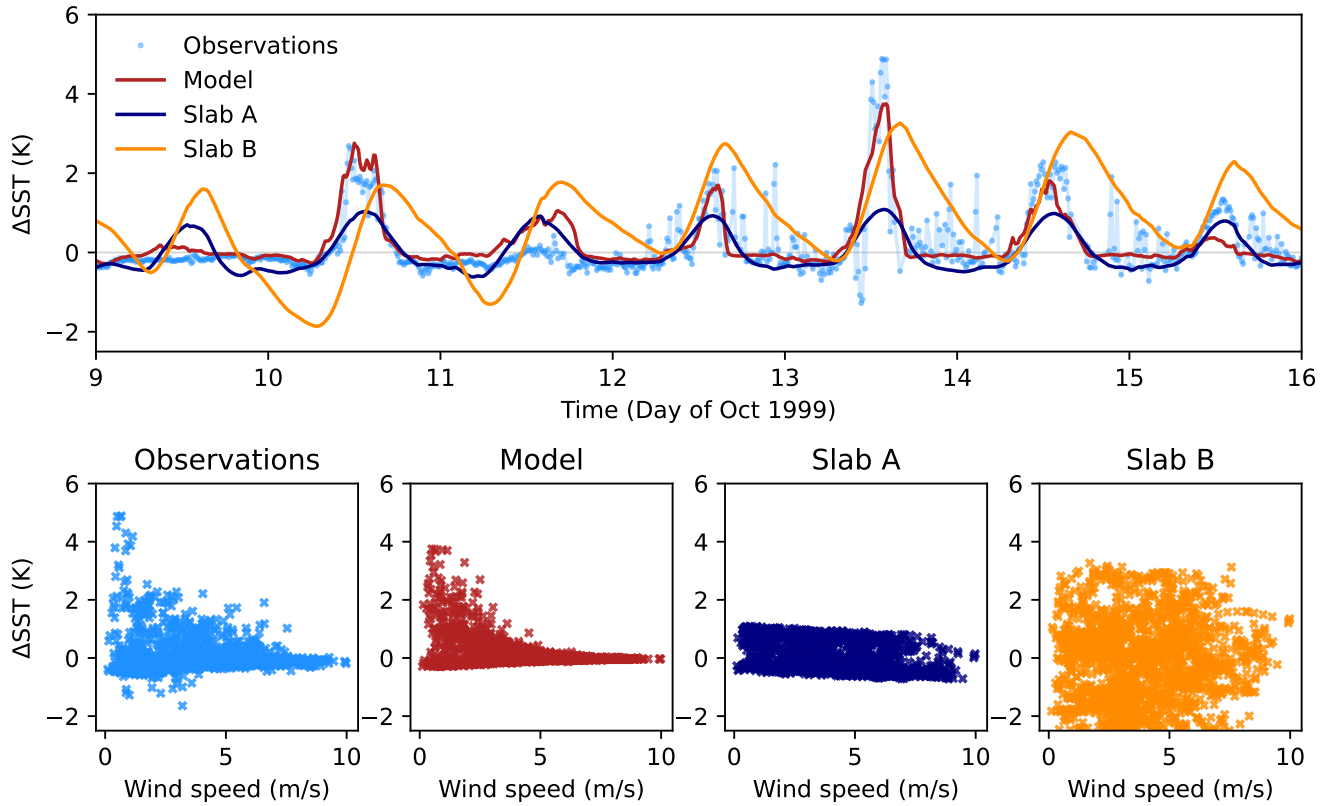 6
4
2
0
−2
ΔSST (K)
Observations
Model
Slab A
Slab B
9 10 11 12 13 14 15 16
Time (Day of Oct 1999)
Observations Model Slab A Slab B
6 6 6 6
4 4 4 4
2 2 2 2
0 0 0 0
−2 −2 −2 −2
ΔSST (K)
0 5 10 0 5 10 0 5 10 0 5 10
Wind speed (m/s) Wind speed (m/s) Wind speed (m/s) Wind speed (m/s)